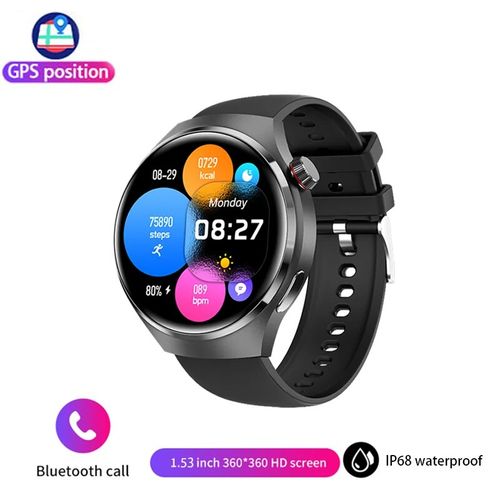 GPS position
0729
kcal
08-29
Monday
08:27
75890
steps
80%
089
bpm
Bluetooth call
1.53 inch 360*360 HD screen
IP68 waterproof